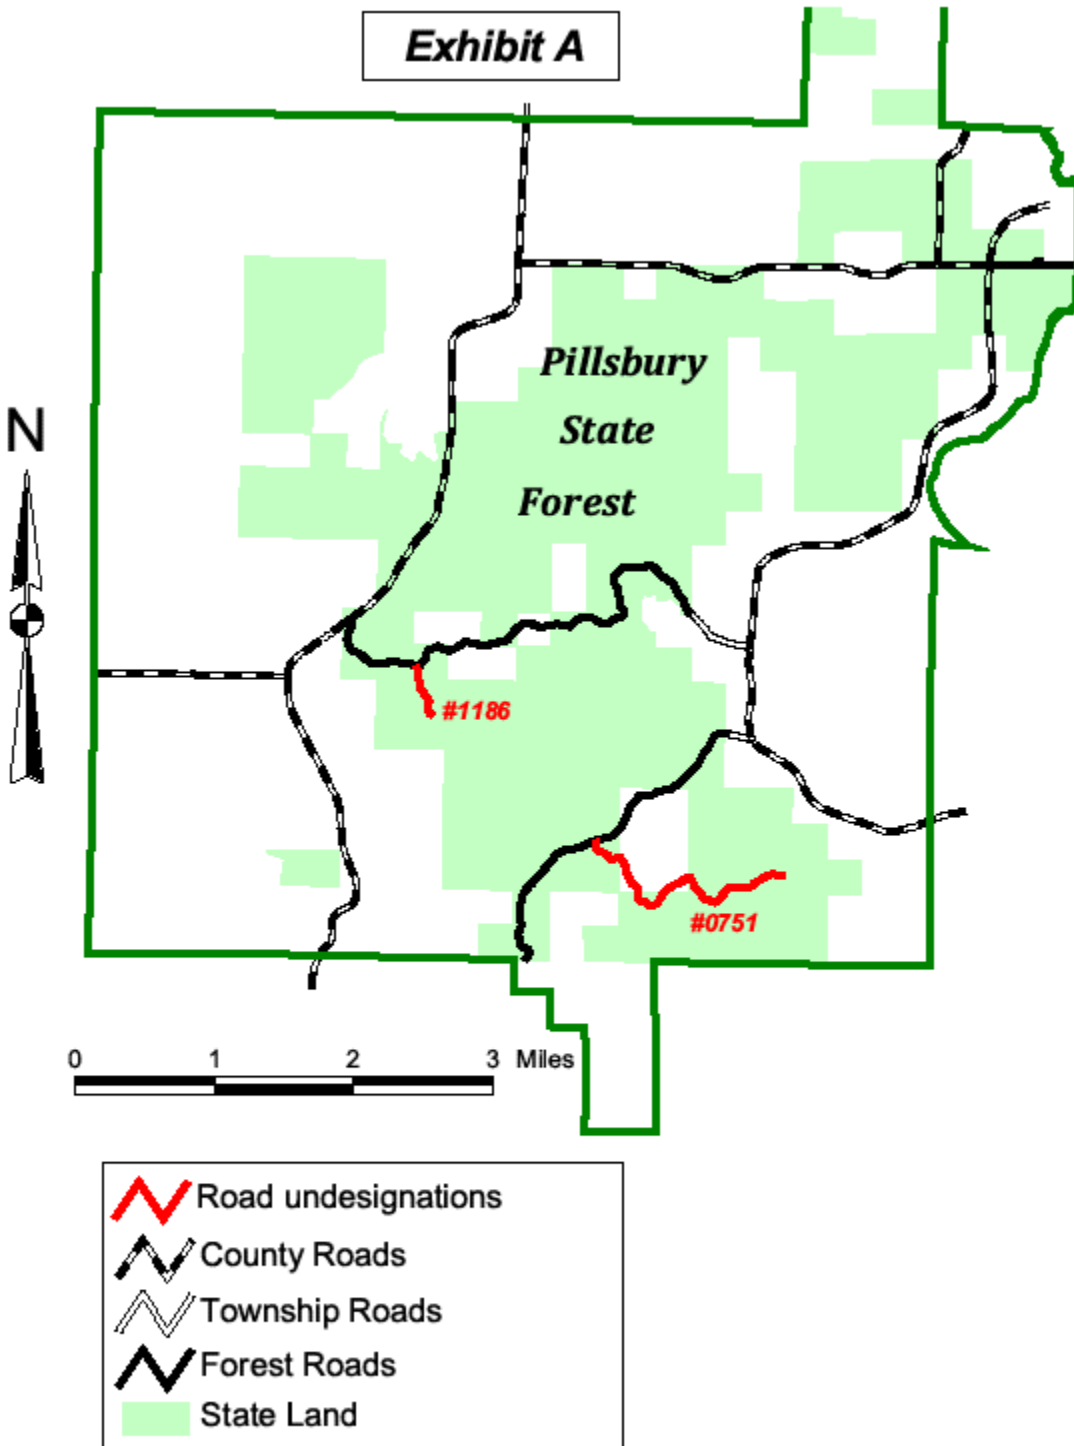 Exhibit A
Pillsbury
State
Forest
N
#1186
#0751
0 1 2 3 Miles
Road undesignations
County Roads
Township Roads
Forest Roads
State Land